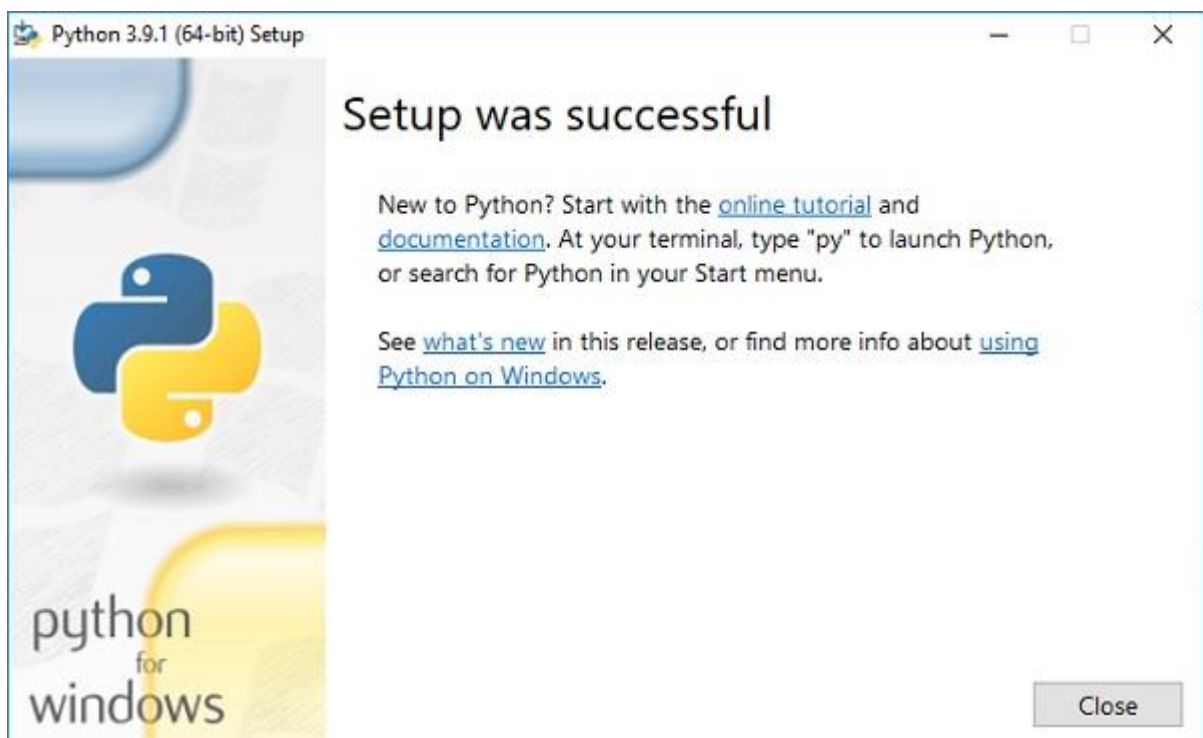 Python 3.9.1 (64-bit) Setup
Setup was successful
New to Python? Start with the online tutorial and
documentation. At your terminal, type "py" to launch Python,
or search for Python in your Start menu.
See what's new in this release, or find more info about using
Python on Windows.
python
for
windows
Close